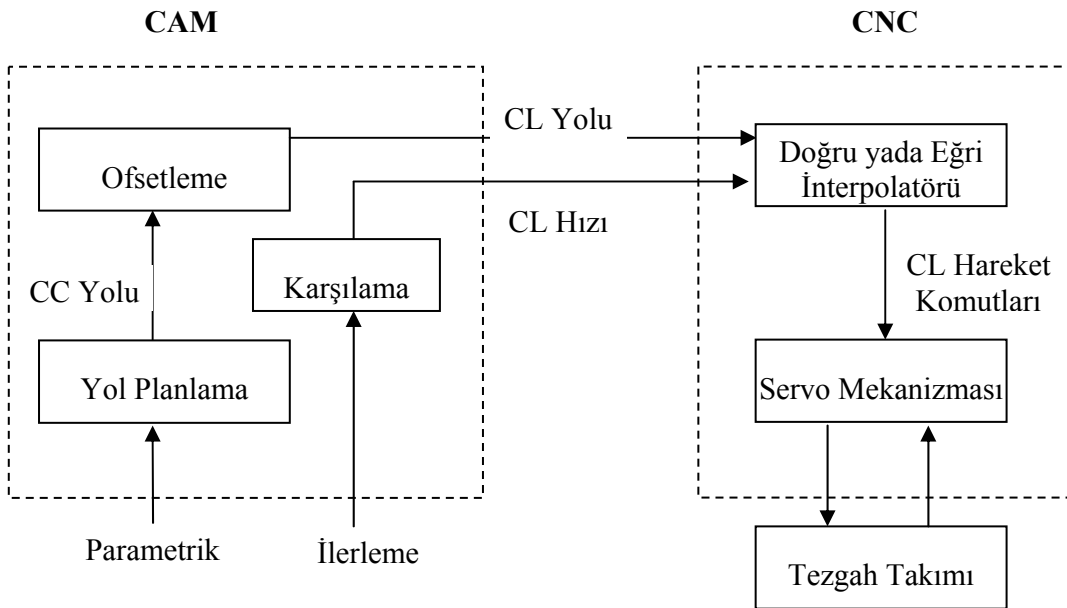 CAM
CNC
CL Yolu
Ofsetleme
Doğru yada Eğri
İnterpolatörü
CL Hızı
Karşılama
CC Yolu
CL Hareket
Komutları
Yol Planlama
Servo Mekanizması
Parametrik
İlerleme
Tezgah Takımı